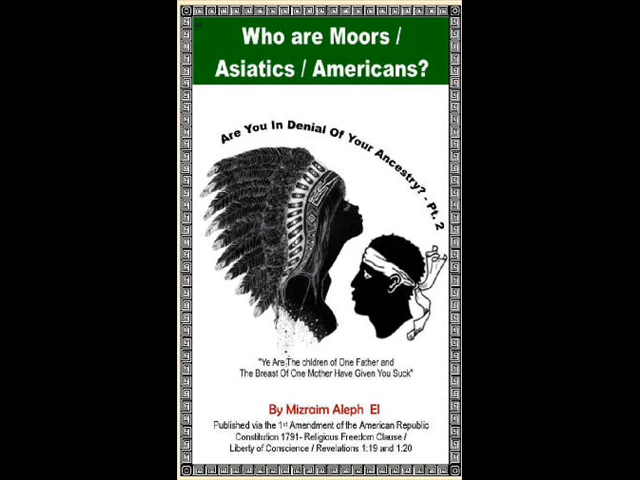 Who are Moors /
Asiatics / Americans?
Are You In Denial Of Your Ancestry? - Pt. 2
"Ye Are The chldren of One Father and
The Breast Of One Mother Have Given You Suck"
By Mizraim Aleph El
Published via the 1st Amendment of the American Republic
Constitution 1791- Religious Freedom Clause /
Liberty of Conscience / Revelations 1:19 and 1:20